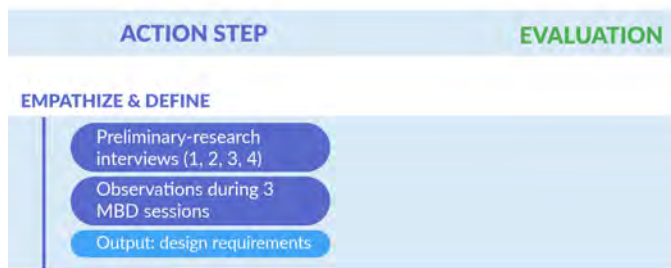 ACTION STEP EVALUATION
EMPATHIZE & DEFINE
Preliminary-research
interviews (1, 2, 3, 4)
Observations during 3
MBD sessions
Output: design requirements